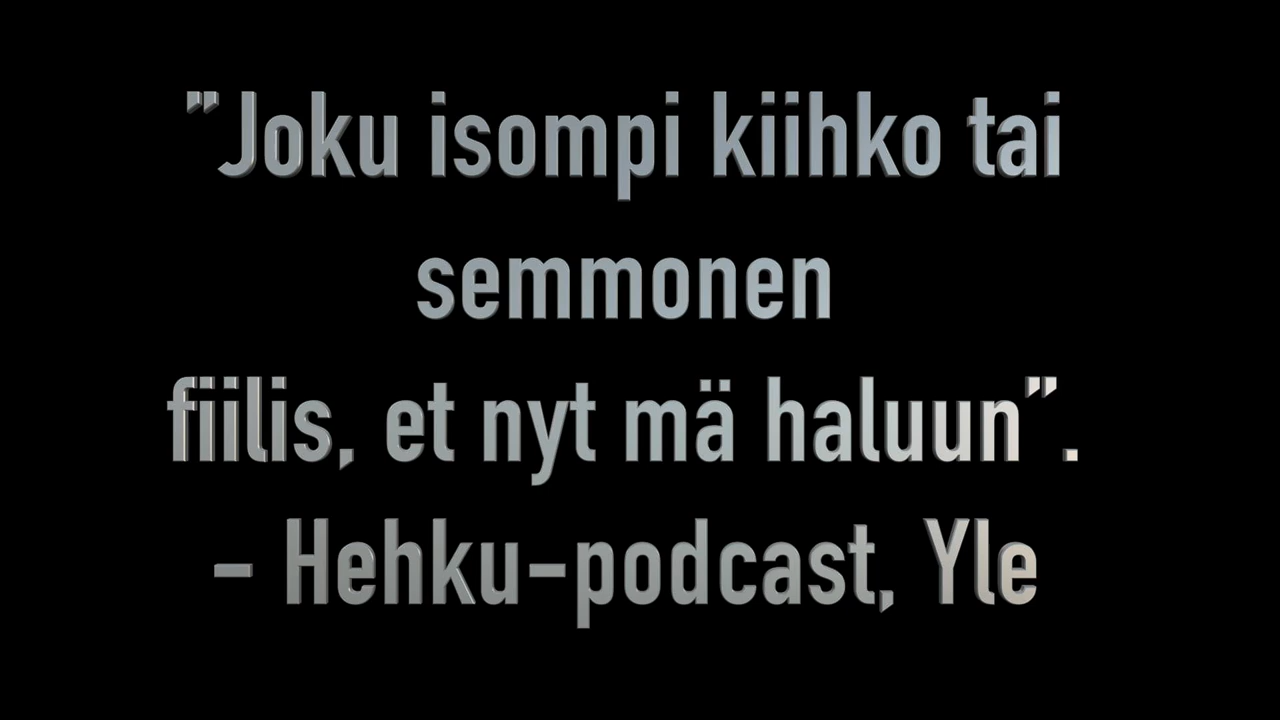 ”Joku isompi kiihko tai
semmonen
fiilis, et nyt mä haluun”.
- Hehku-podcast, Yle